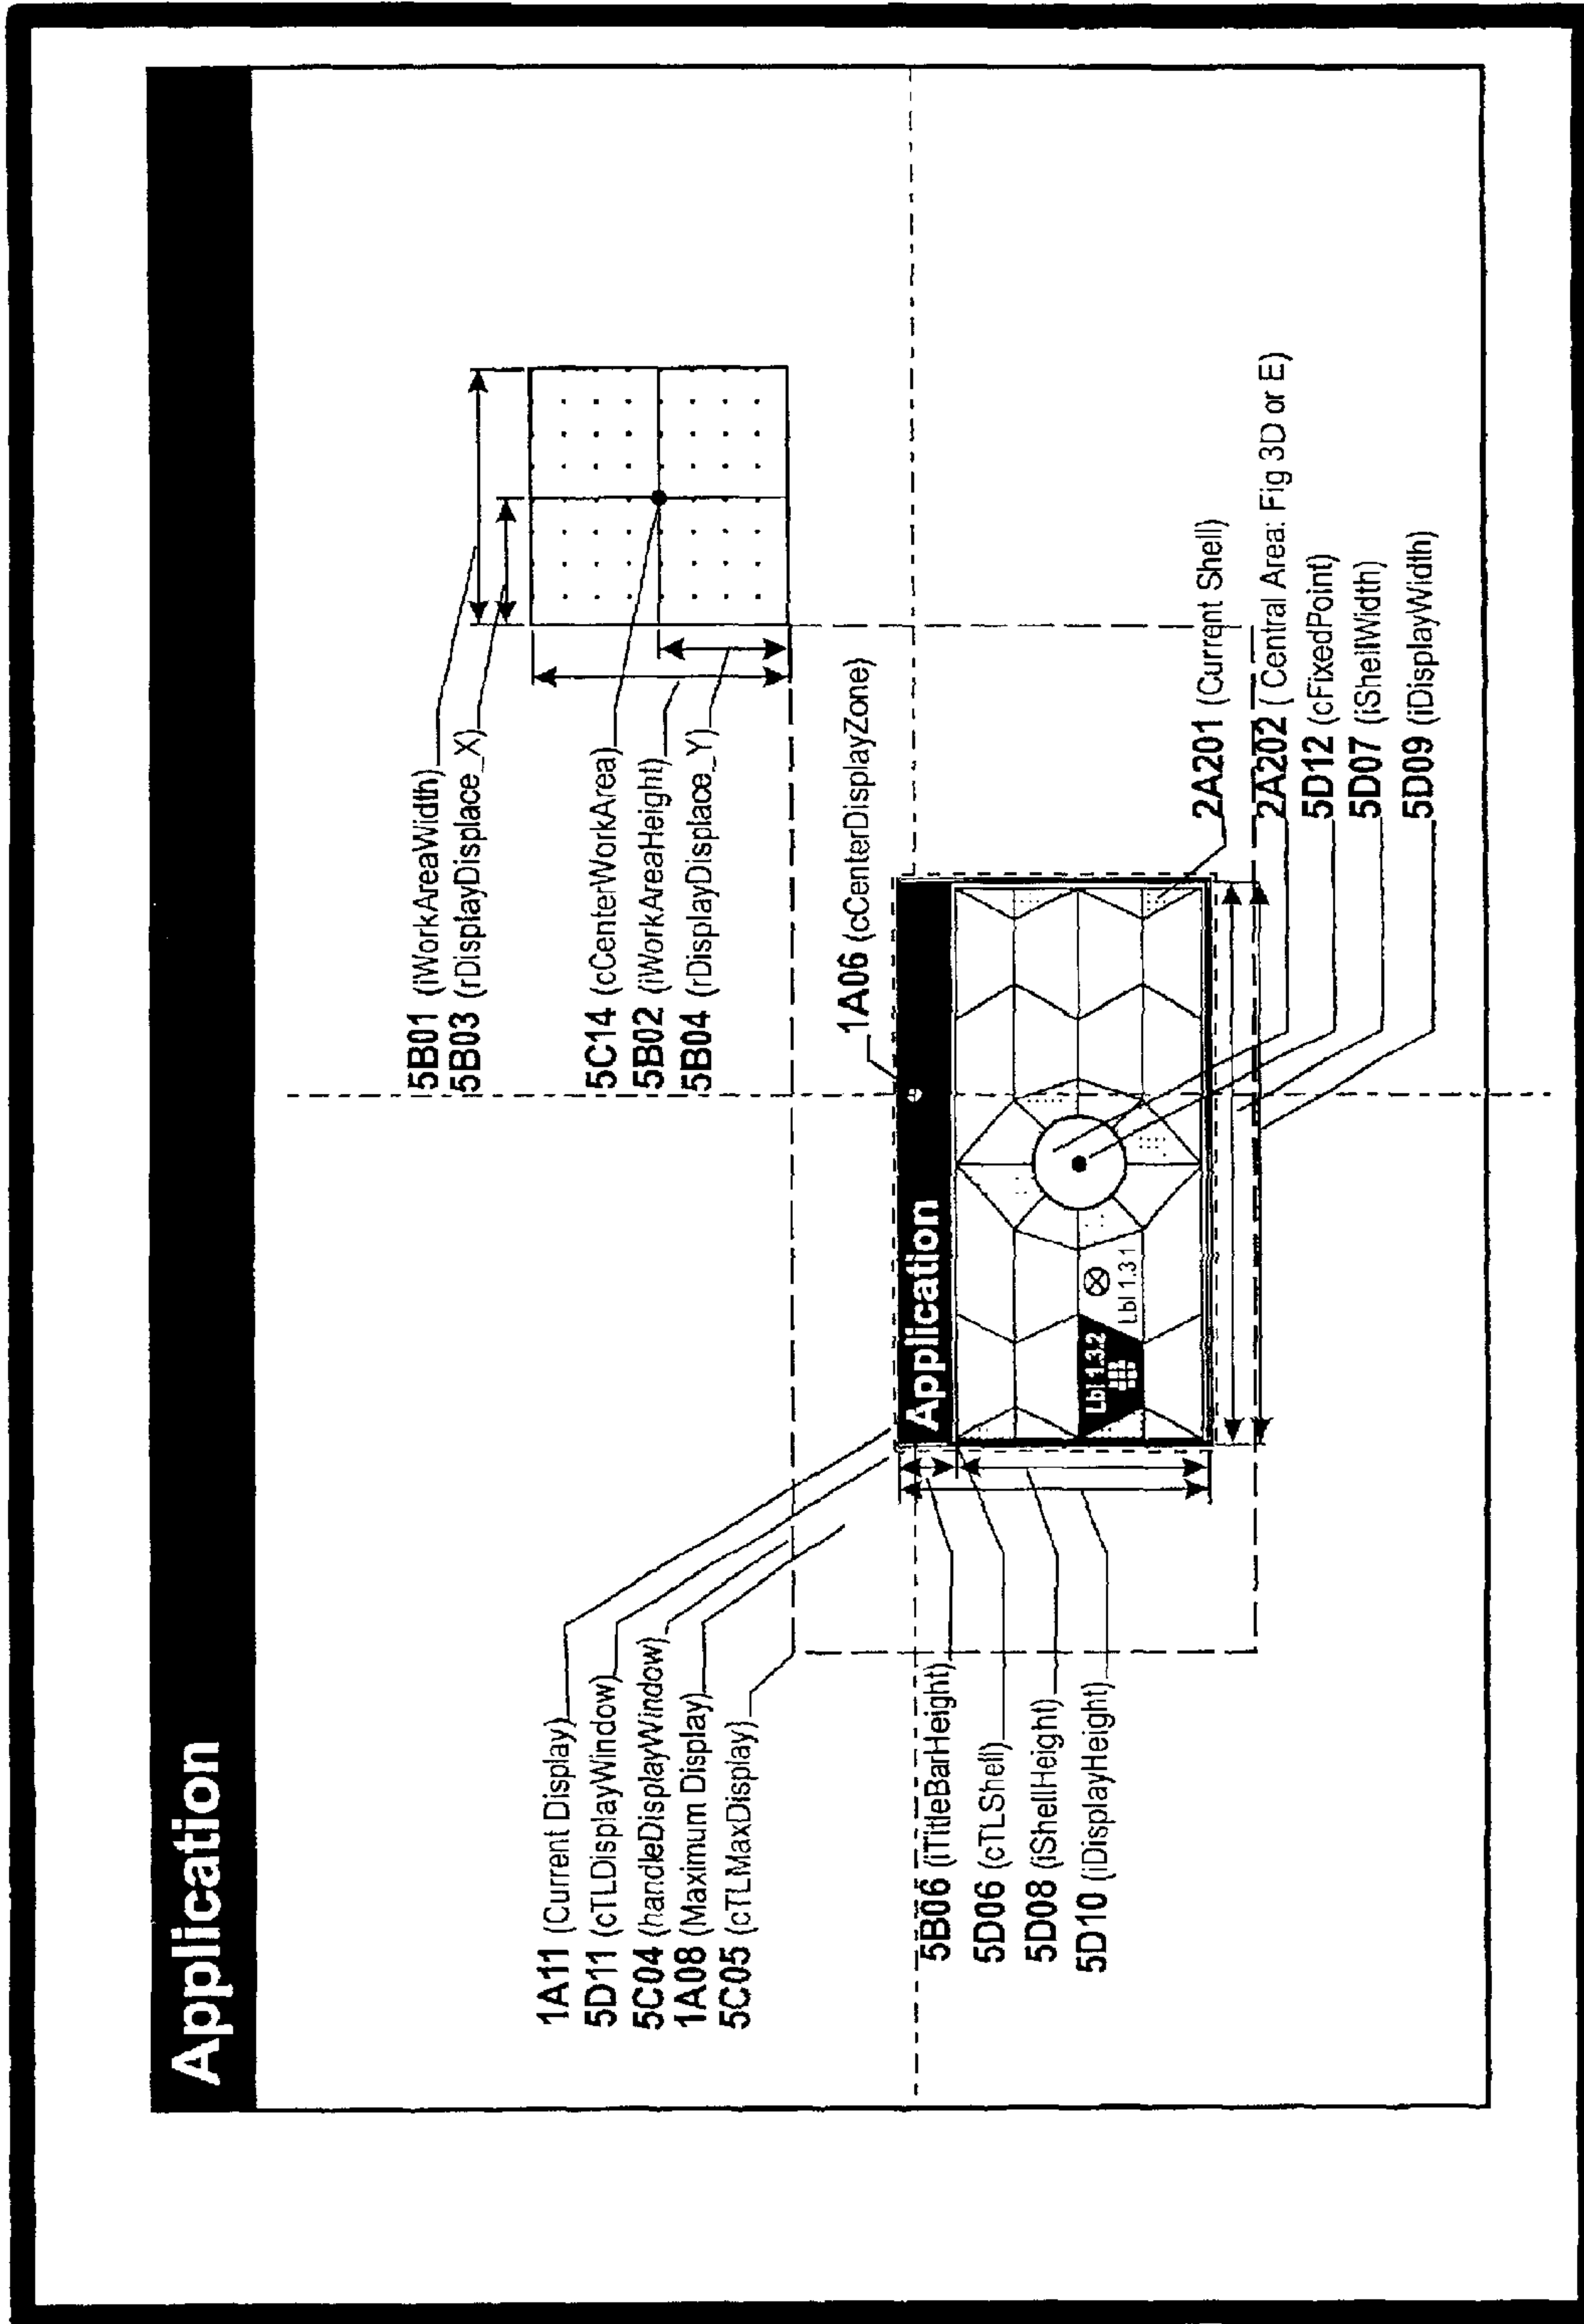 Application
5B01 (iWorkAreaWidth)
5B03 (rDisplayDisplace_X)
5C14 (cCenterWorkArea)
5B02 (iWorkAreaHeight)
5B04 (rDisplayDisplace_Y)
1A11 (Current Display)
5D11 (cTLDisplayWindow)
5C04 (handleDisplayWindow)
1A08 (Maximum Display)
5C05 (cTLMaxDisplay)
1A06 (cCenterDisplayZone)
Application
Lbl 1.3.2
Lbl 1.3.1
5B06 (iTitleBarHeight)
5D06 (cTLShell)
5D08 (iShellHeight)
5D10 (iDisplayHeight)
2A201 (Current Shell)
2A202 ( Central Area: Fig 3D or E)
5D12 (cFixedPoint)
5D07 (iShellWidth)
5D09 (iDisplayWidth)